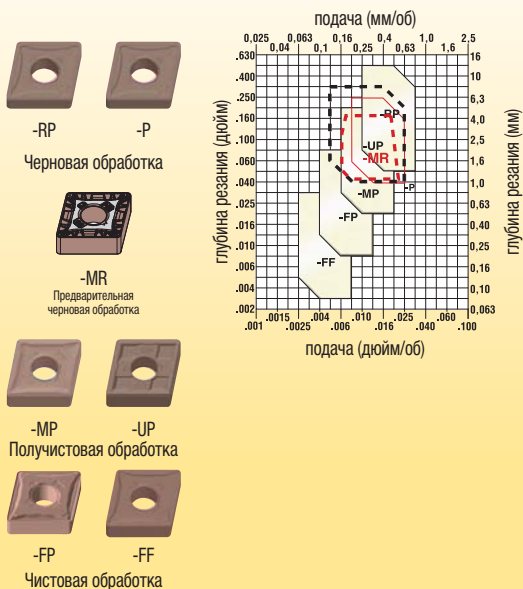 -RP -P
Черновая обработка
-MR
Предварительная
черновая обработка
-MP -UP
Получистовая обработка
-FP -FF
Чистовая обработка
подача (мм/об)
0,025 0,063 0,16 0,4 1,0 2,5
0,04 0,1 0,25 0,63 1,6
глубина резания (дюйм)
.630
.400
.250
.160
.100
.060
.040
.025
.016
.010
.006
.004
.002
-RP
-UP
-MR
-P
-MP
-FP
-FF
16
10
6,3
4,0
2,5
1,6
1,0
0,63
0,40
0,25
0,16
0,10
0,063
глубина резания (мм)
.001 .0015 .004 .010 .025 .060
.0025 .006 .016 .040 .100
подача (дюйм/об)